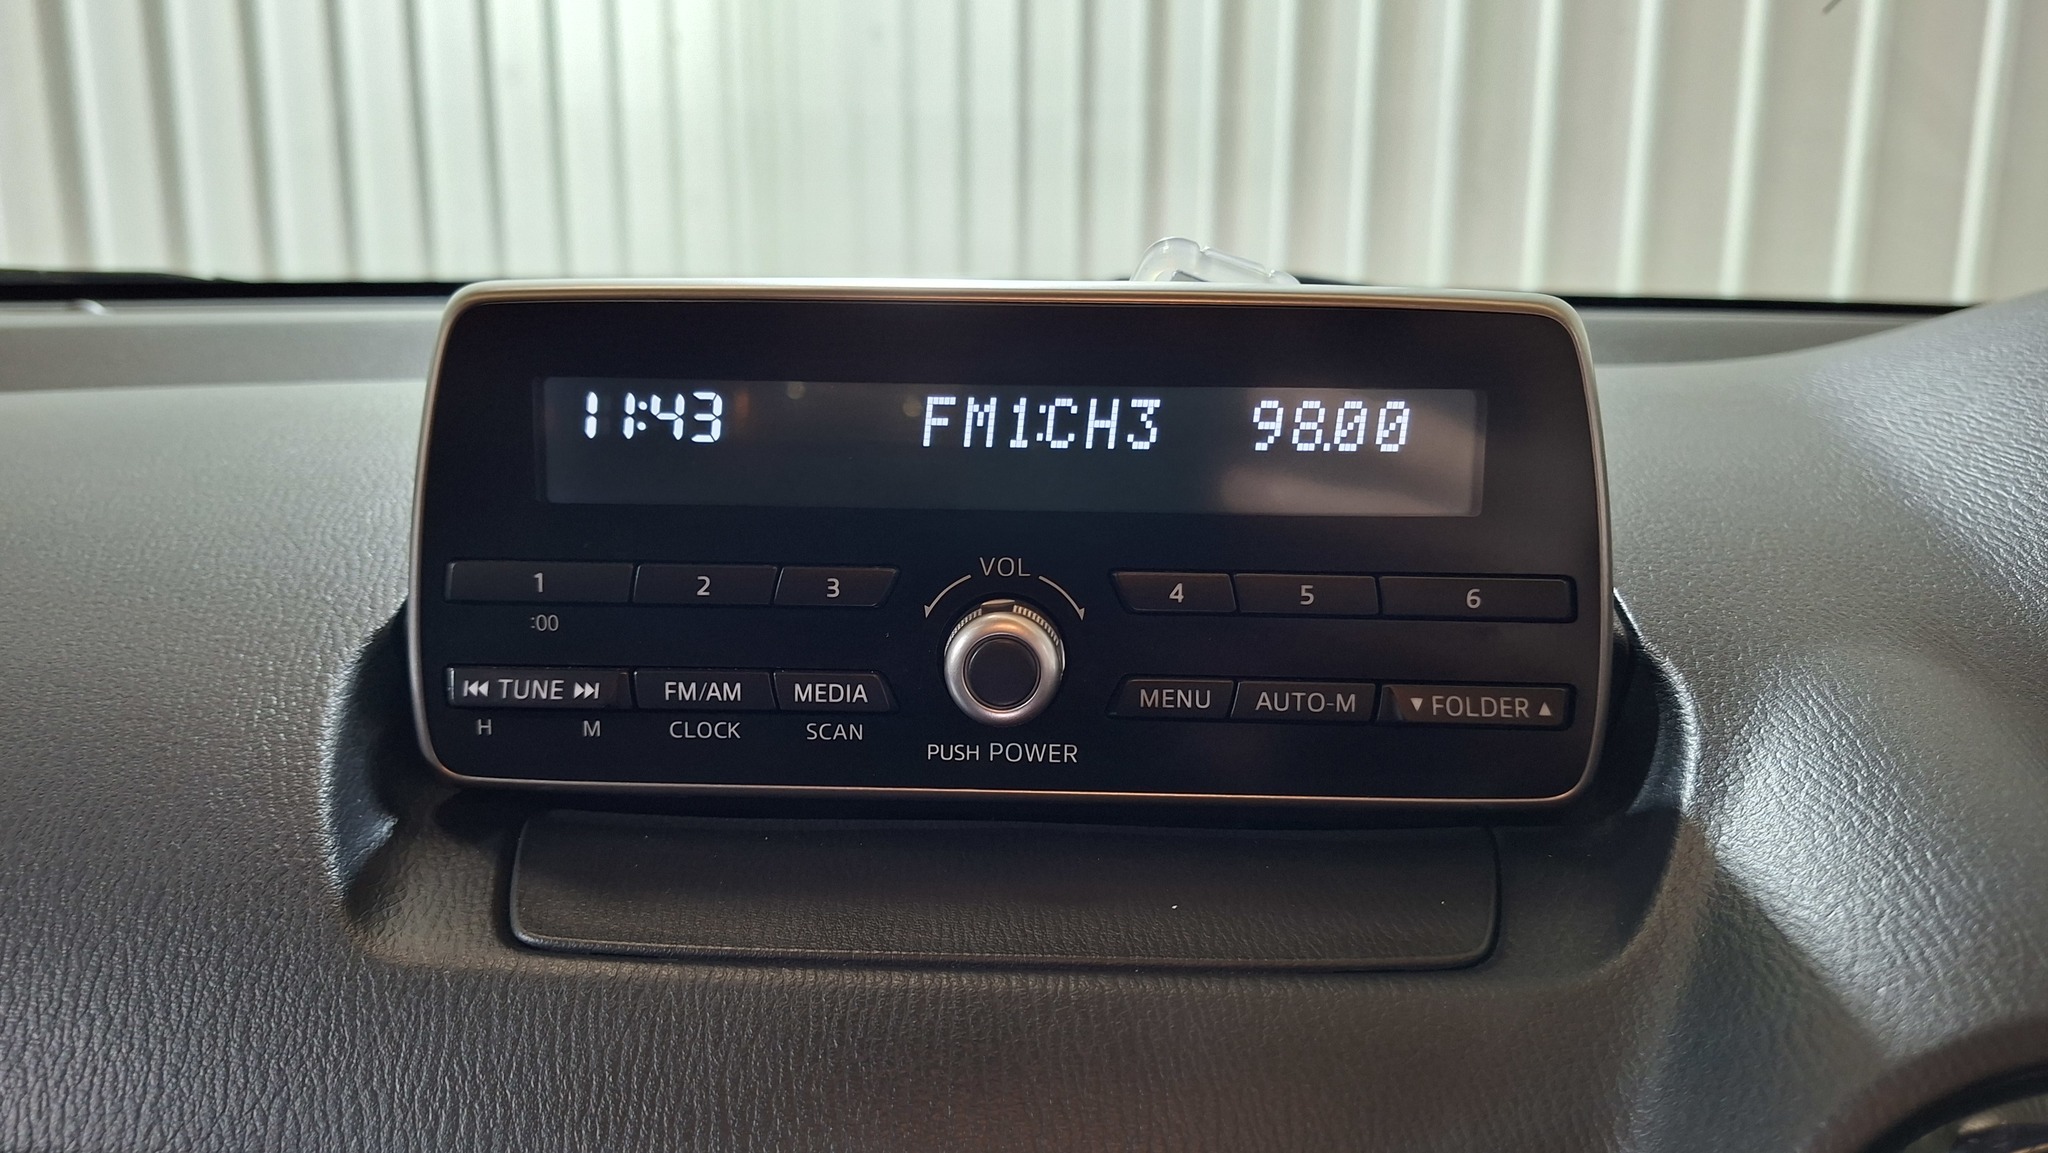 11:43 FM1:CH3 98.00
1 2 3 VOL 4 5 6
:00
⏮ TUNE ⏭ FM/AM MEDIA MENU AUTO-M ▼ FOLDER ▲
H M CLOCK SCAN
PUSH POWER